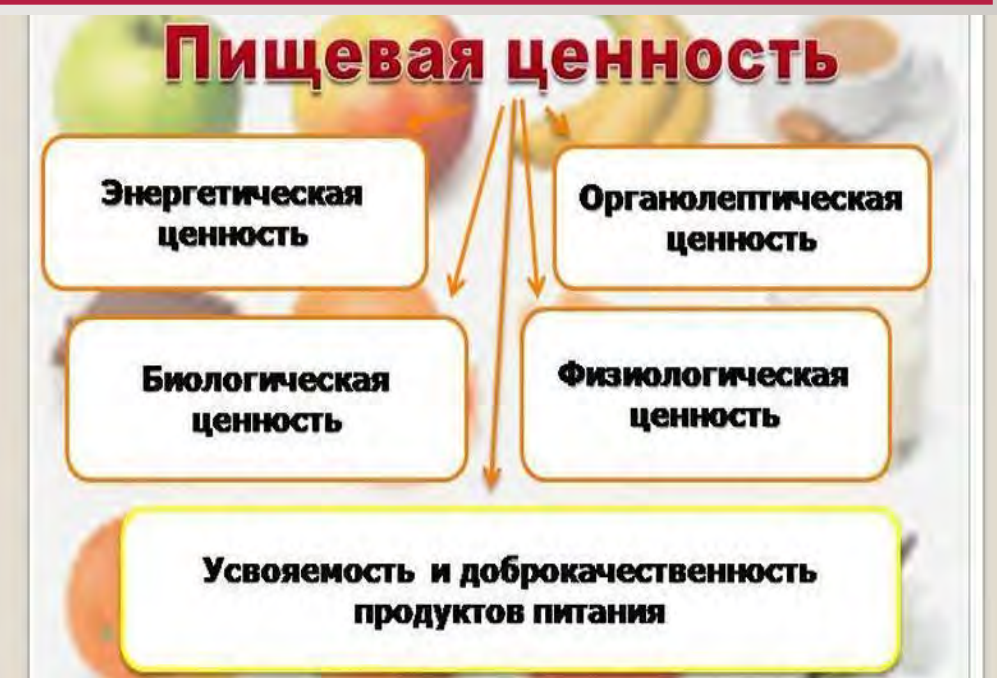 Пищевая ценность
Энергетическая
ценность
Органолептическая
ценность
Биологическая
ценность
Физиологическая
ценность
Усвояемость и доброкачественность
продуктов питания